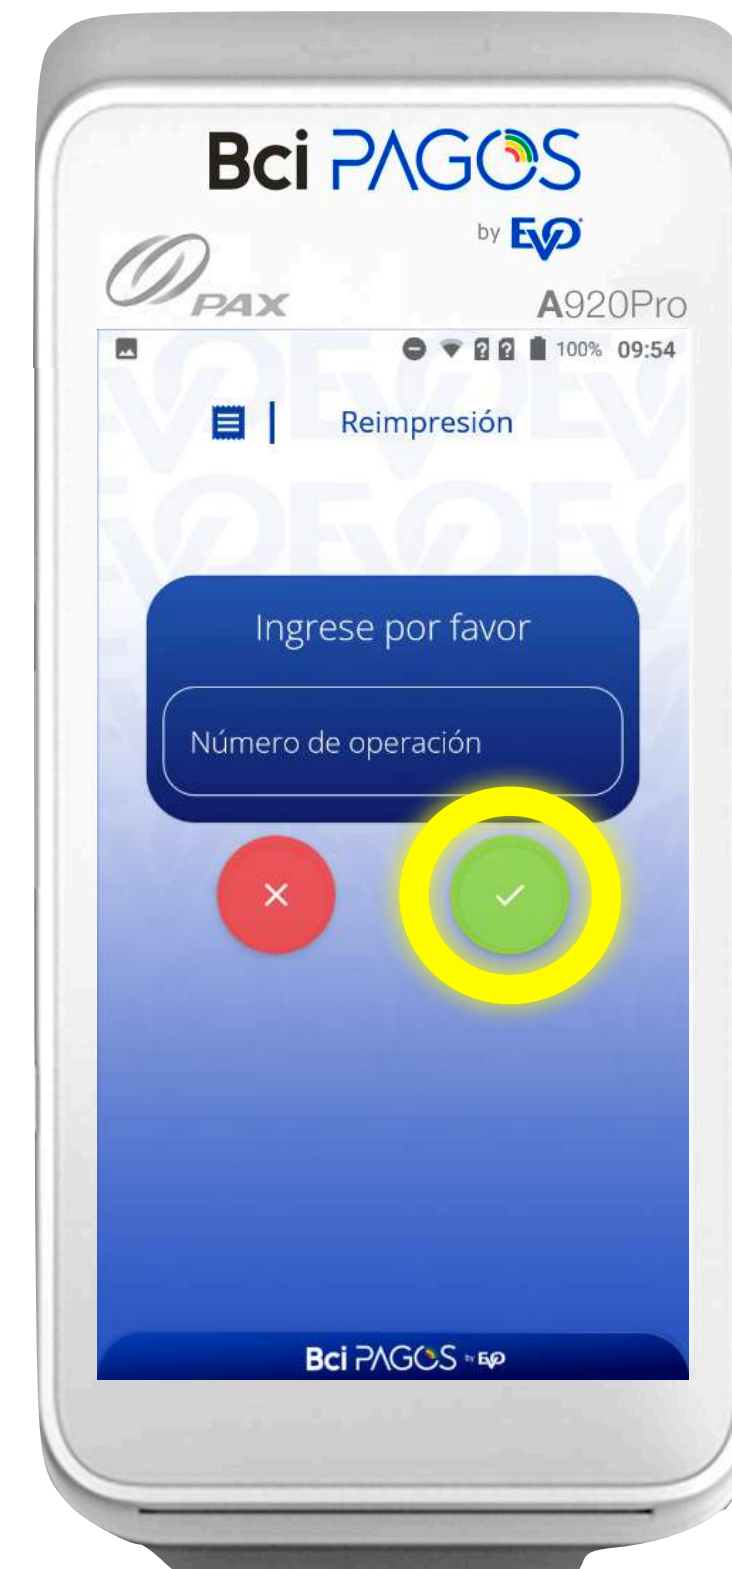 Bci PAGOS
by EVO
PAX
A920Pro
100% 09:54
Reimpresión
Ingrese por favor
Número de operación
Bci PAGOS by EVO